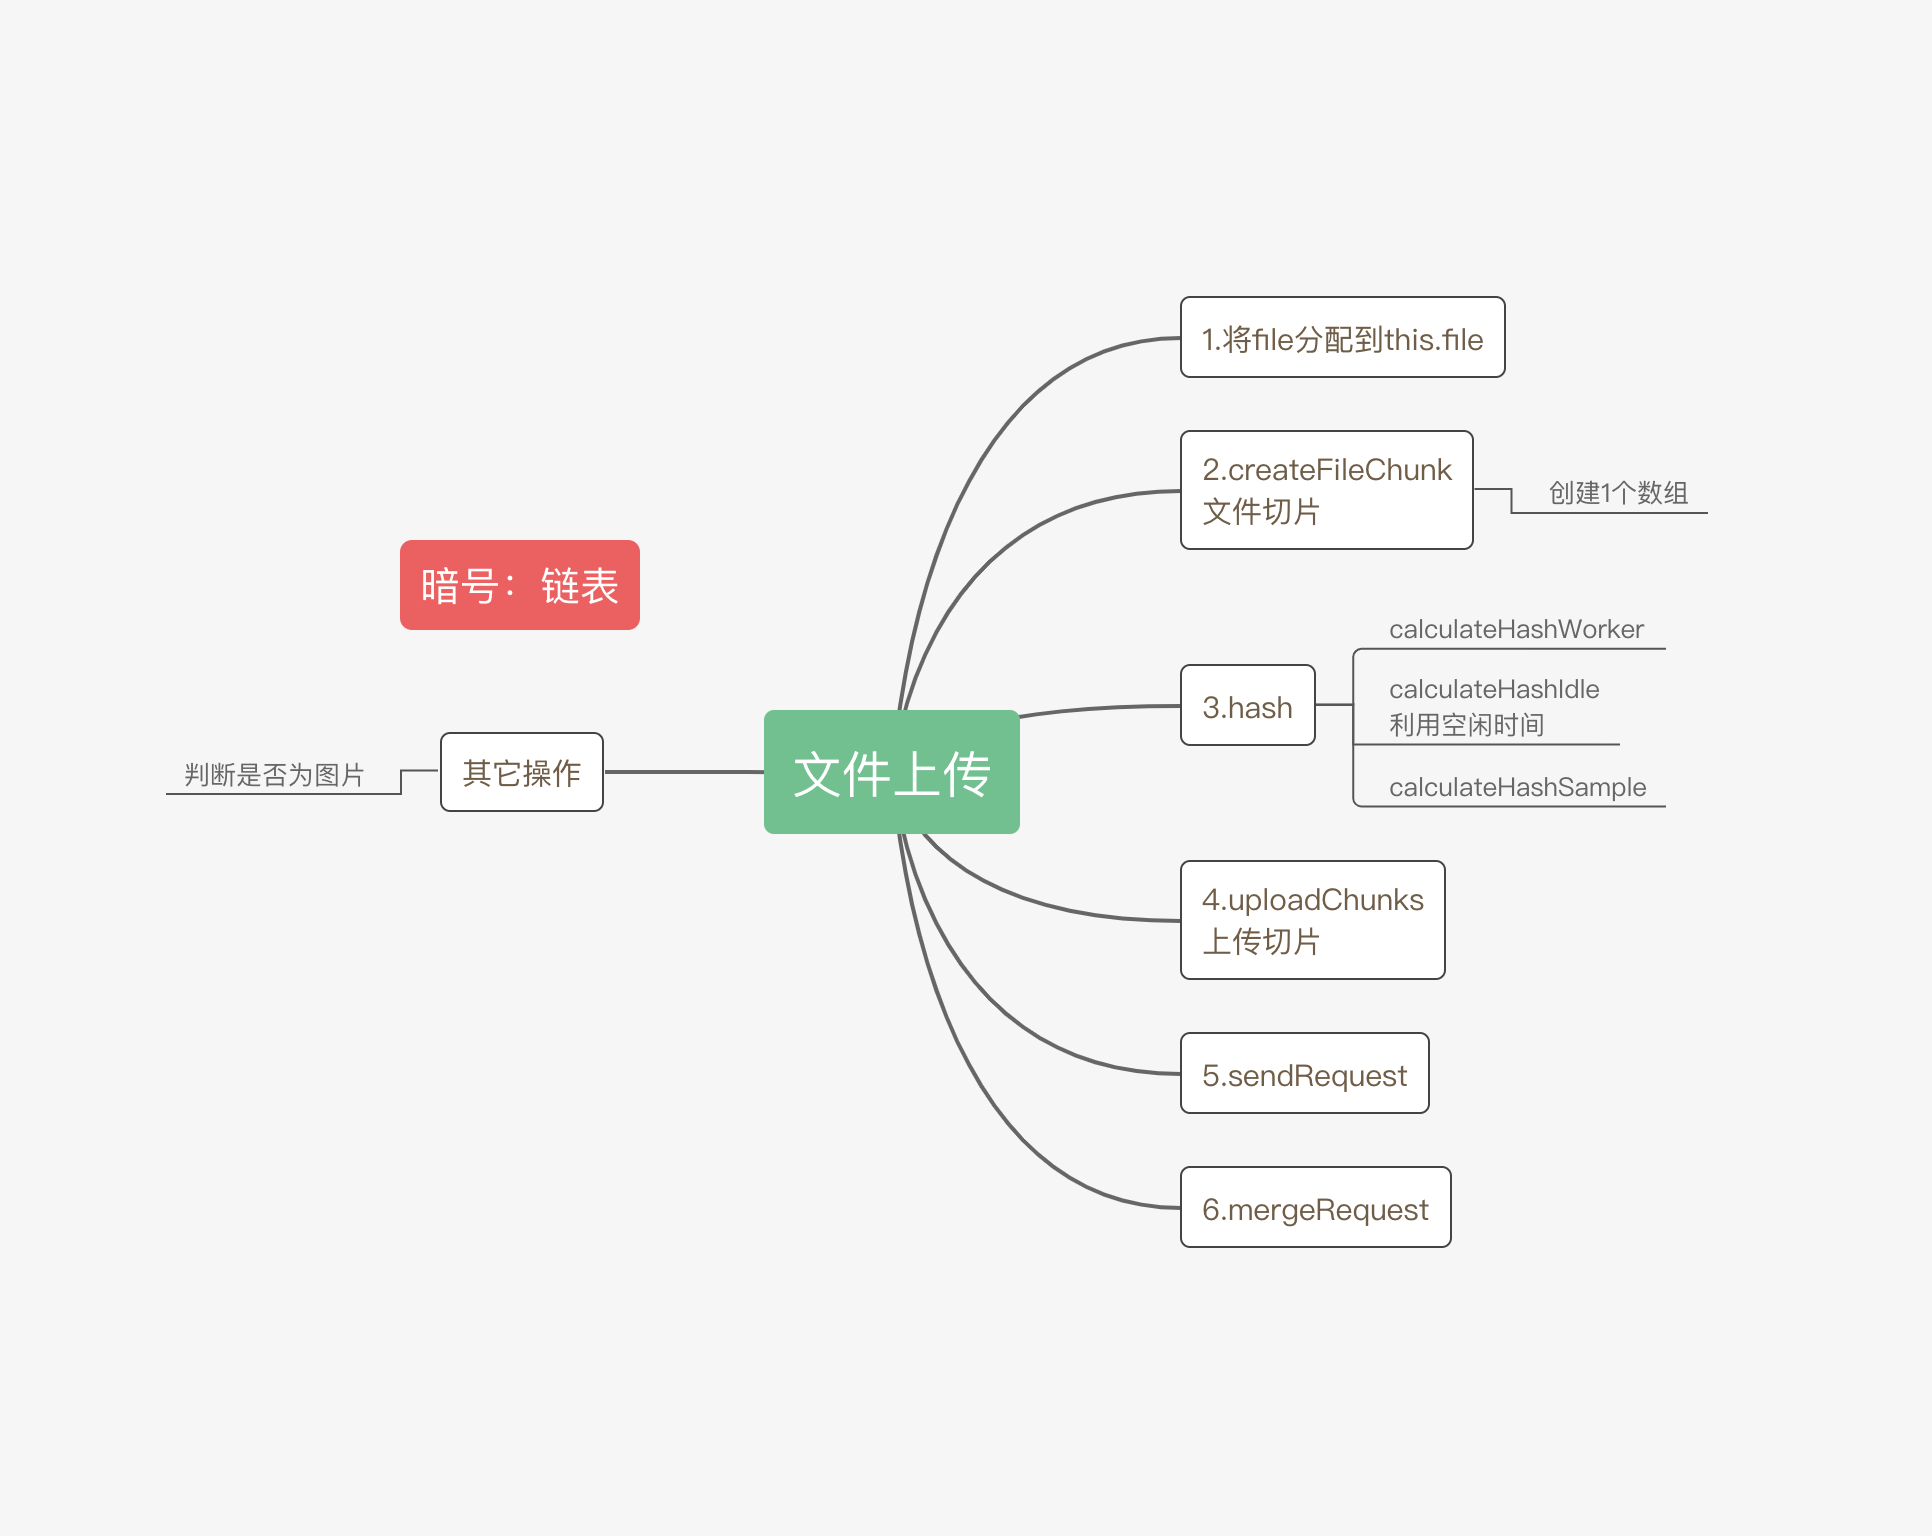 1.将file分配到this.file
2.createFileChunk
文件切片
创建1个数组
暗号：链表
calculateHashWorker
3.hash
calculateHashIdle
利用空闲时间
calculateHashSample
文件上传
其它操作
判断是否为图片
4.uploadChunks
上传切片
5.sendRequest
6.mergeRequest